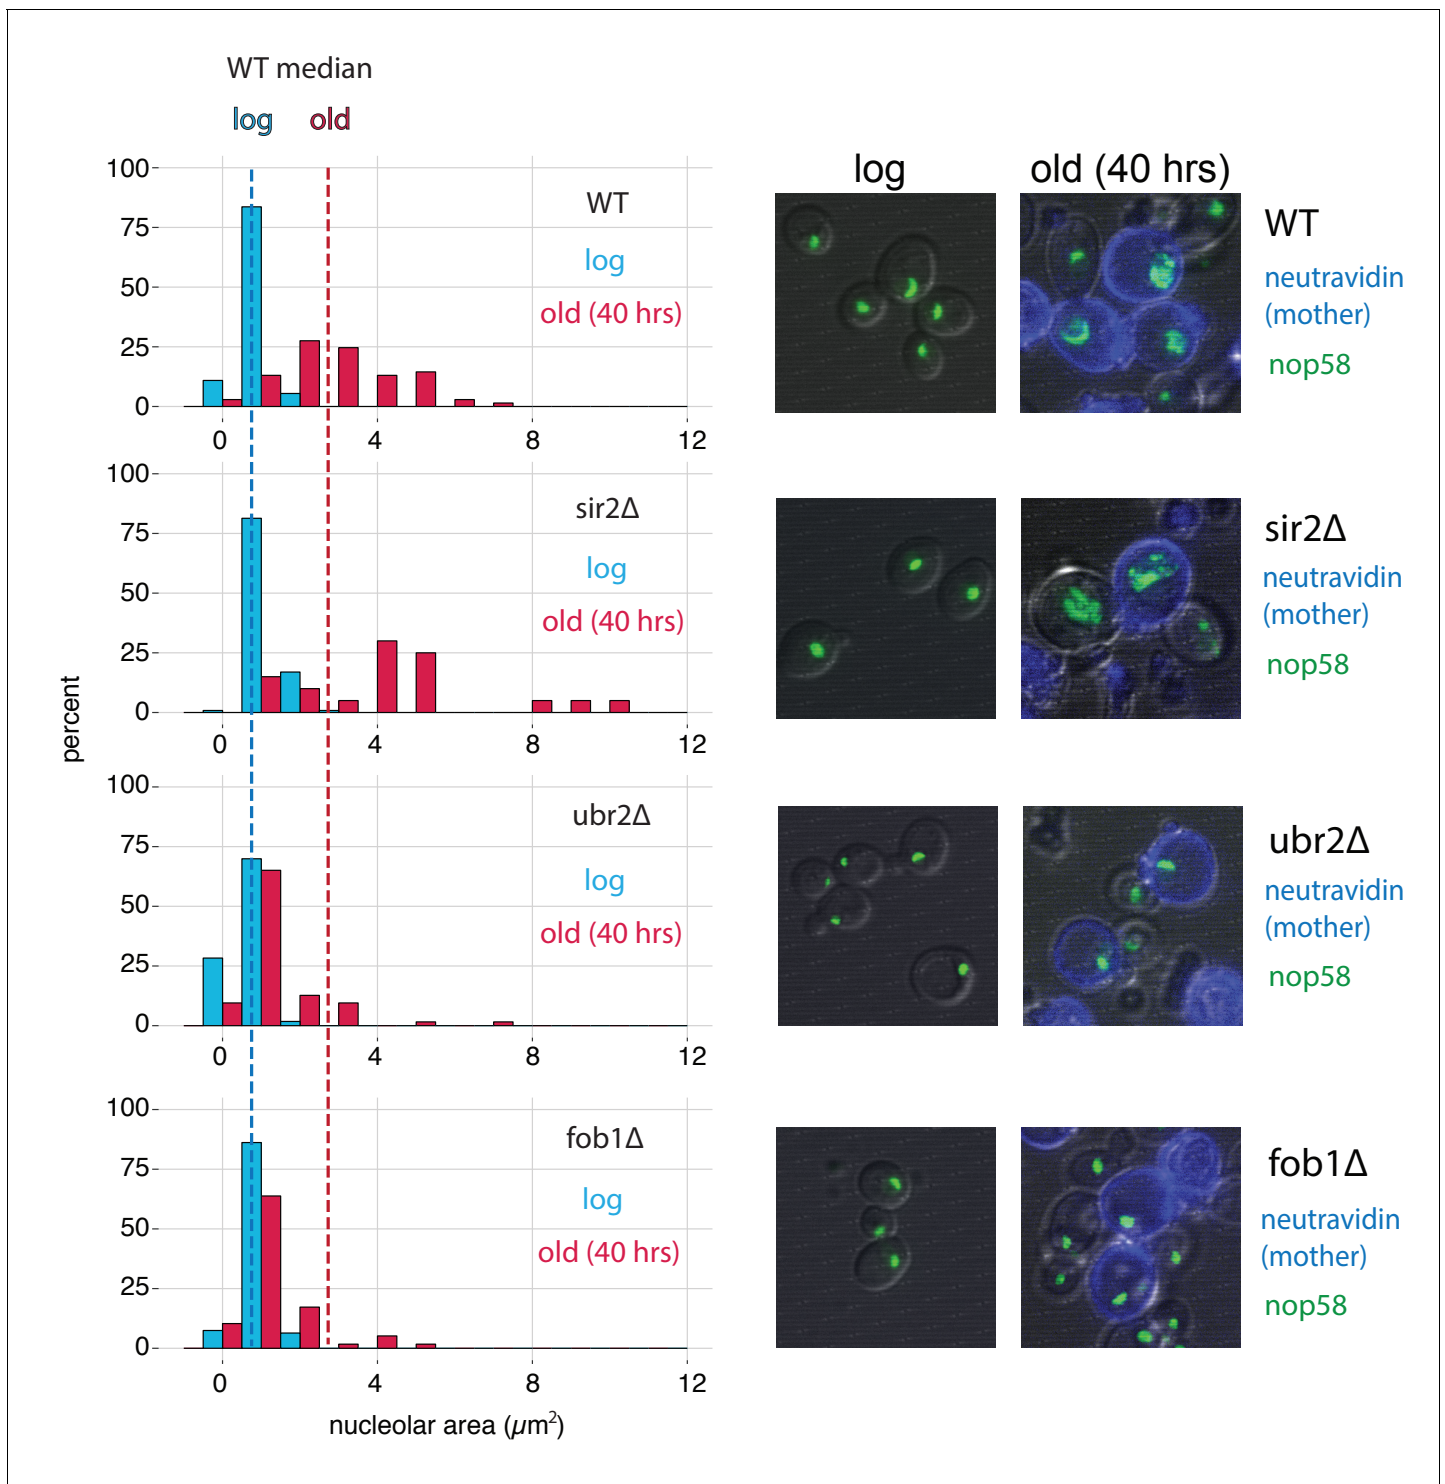 WT median
log old
percent
100
75
50
25
0
WT
log
old (40 hrs)
0 4 8 12
100
75
50
25
0
sir2Δ
log
old (40 hrs)
0 4 8 12
100
75
50
25
0
ubr2Δ
log
old (40 hrs)
0 4 8 12
100
75
50
25
0
fob1Δ
log
old (40 hrs)
0 4 8 12
nucleolar area (μm²)
log old (40 hrs)
WT
neutravidin
(mother)
nop58
sir2Δ
neutravidin
(mother)
nop58
ubr2Δ
neutravidin
(mother)
nop58
fob1Δ
neutravidin
(mother)
nop58